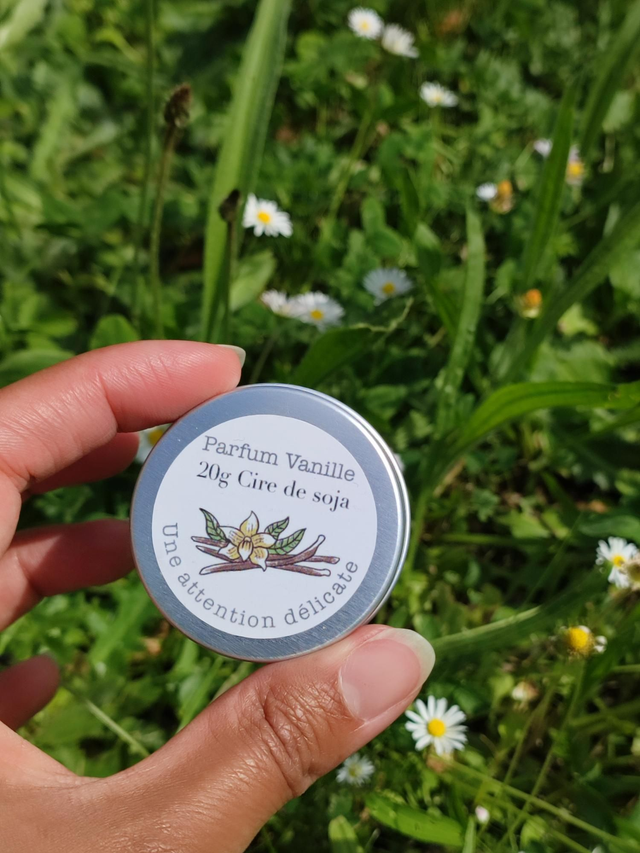 Parfum Vanille
20g Cire de soja
Une attention délicate